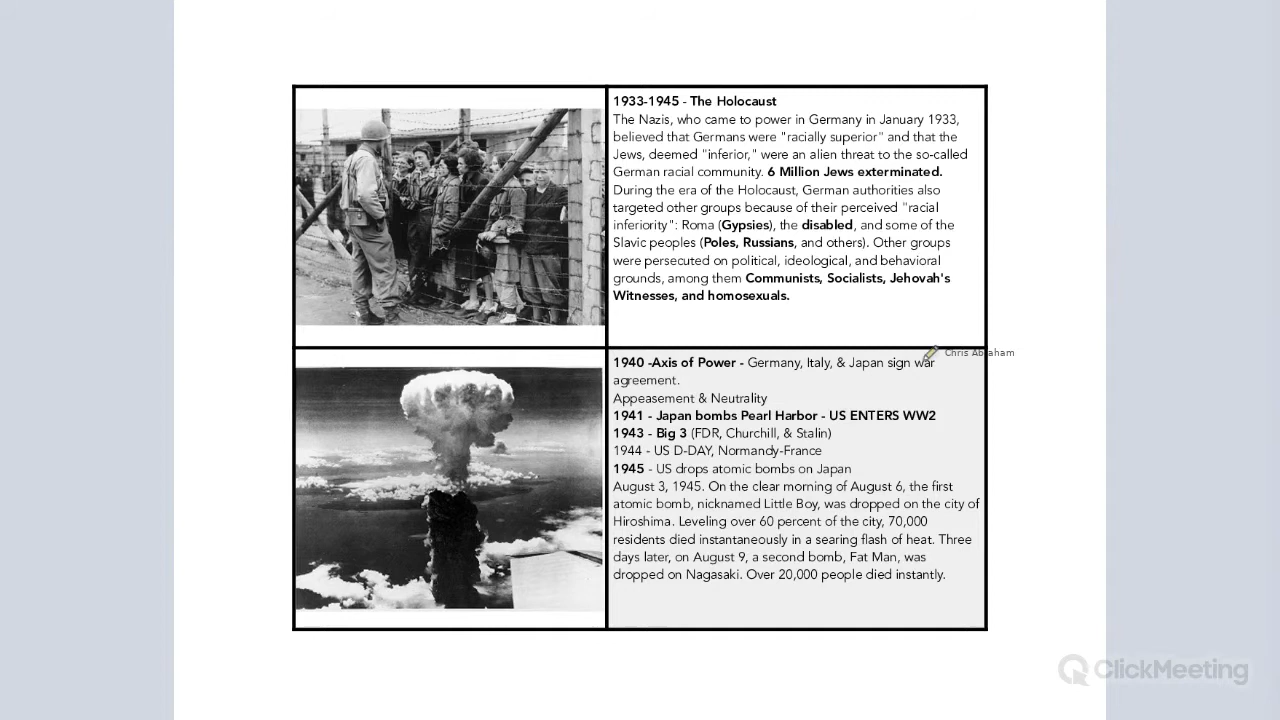 1933-1945 - The Holocaust
The Nazis, who came to power in Germany in January 1933,
believed that Germans were "racially superior" and that the
Jews, deemed "inferior," were an alien threat to the so-called
German racial community. 6 Million Jews exterminated.
During the era of the Holocaust, German authorities also
targeted other groups because of their perceived "racial
inferiority": Roma (Gypsies), the disabled, and some of the
Slavic peoples (Poles, Russians, and others). Other groups
were persecuted on political, ideological, and behavioral
grounds, among them Communists, Socialists, Jehovah's
Witnesses, and homosexuals.
Chris Abraham
1940 -Axis of Power - Germany, Italy, & Japan sign war
agreement.
Appeasement & Neutrality
1941 - Japan bombs Pearl Harbor - US ENTERS WW2
1943 - Big 3 (FDR, Churchill, & Stalin)
1944 - US D-DAY, Normandy-France
1945 - US drops atomic bombs on Japan
August 3, 1945. On the clear morning of August 6, the first
atomic bomb, nicknamed Little Boy, was dropped on the city of
Hiroshima. Leveling over 60 percent of the city, 70,000
residents died instantaneously in a searing flash of heat. Three
days later, on August 9, a second bomb, Fat Man, was
dropped on Nagasaki. Over 20,000 people died instantly.
ClickMeeting